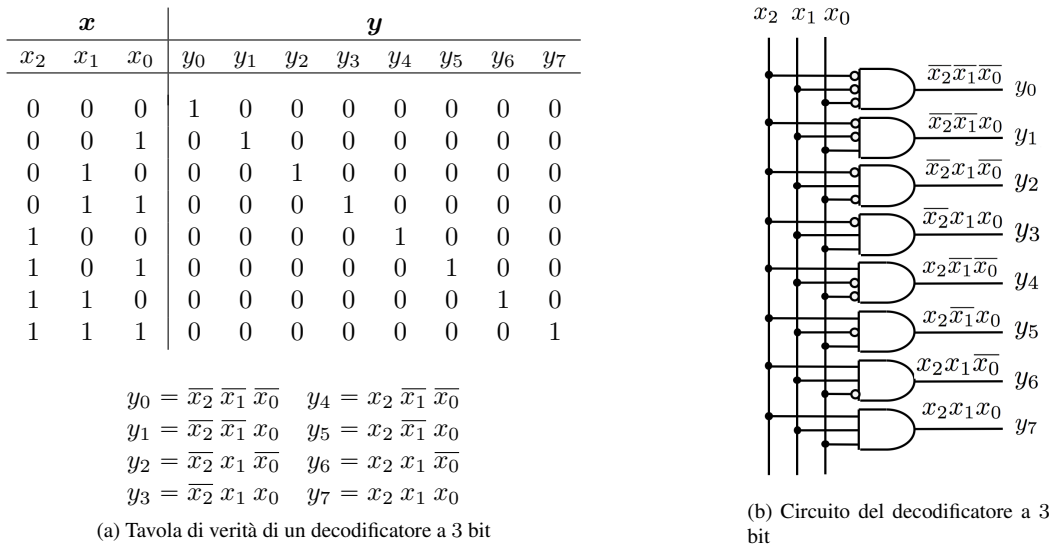 x y
x₂ x₁ x₀ y₀ y₁ y₂ y₃ y₄ y₅ y₆ y₇
0 0 0 1 0 0 0 0 0 0 0
0 0 1 0 1 0 0 0 0 0 0
0 1 0 0 0 1 0 0 0 0 0
0 1 1 0 0 0 1 0 0 0 0
1 0 0 0 0 0 0 1 0 0 0
1 0 1 0 0 0 0 0 1 0 0
1 1 0 0 0 0 0 0 0 1 0
1 1 1 0 0 0 0 0 0 0 1
y₀ = x̅₂ x̅₁ x̅₀ y₄ = x₂ x̅₁ x̅₀
y₁ = x̅₂ x̅₁ x₀ y₅ = x₂ x̅₁ x₀
y₂ = x̅₂ x₁ x̅₀ y₆ = x₂ x₁ x̅₀
y₃ = x̅₂ x₁ x₀ y₇ = x₂ x₁ x₀
(a) Tavola di verità di un decodificatore a 3 bit
x₂ x₁ x₀
x̅₂x̅₁x̅₀ y₀
x̅₂x̅₁x₀ y₁
x̅₂x₁x̅₀ y₂
x̅₂x₁x₀ y₃
x₂x̅₁x̅₀ y₄
x₂x̅₁x₀ y₅
x₂x₁x̅₀ y₆
x₂x₁x₀ y₇
(b) Circuito del decodificatore a 3
bit